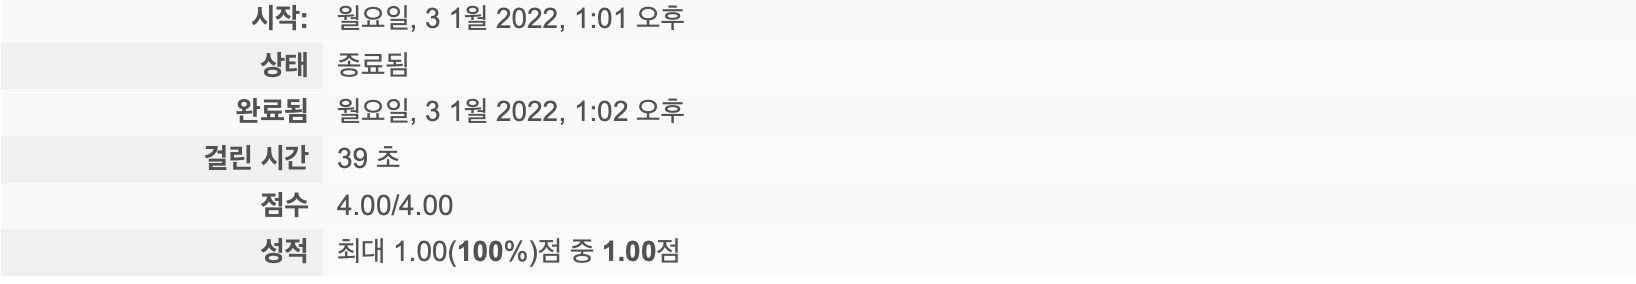 시작: 월요일, 3 1월 2022, 1:01 오후
상태 종료됨
완료됨 월요일, 3 1월 2022, 1:02 오후
걸린 시간 39 초
점수 4.00/4.00
성적 최대 1.00(100%)점 중 1.00점